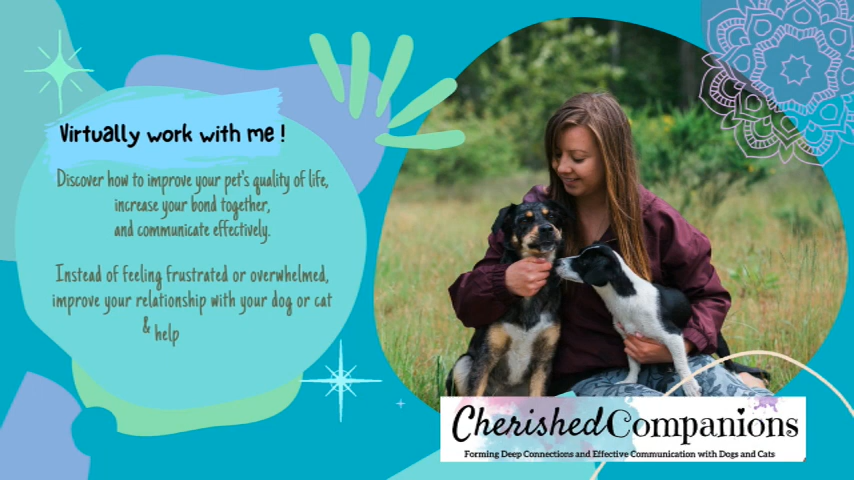 Virtually work with me !
Discover how to improve your pet's quality of life,
increase your bond together,
and communicate effectively.
Instead of feeling frustrated or overwhelmed,
improve your relationship with your dog or cat
& help
CherishedCompanions
Forming Deep Connections and Effective Communication with Dogs and Cats